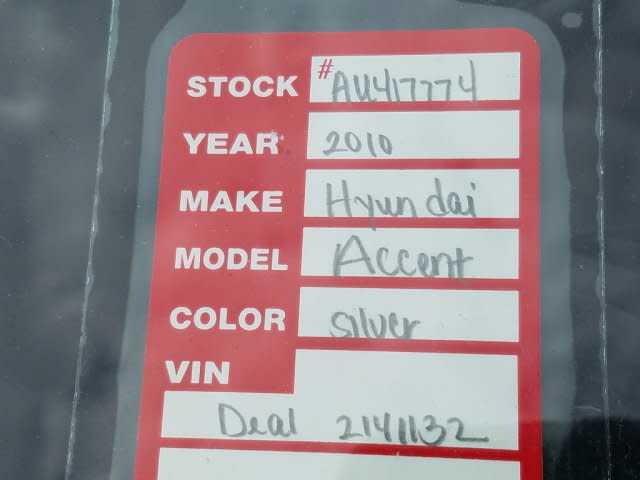 STOCK # AU417774
YEAR 2010
MAKE Hyundai
MODEL Accent
COLOR Silver
VIN
Deal 2141132